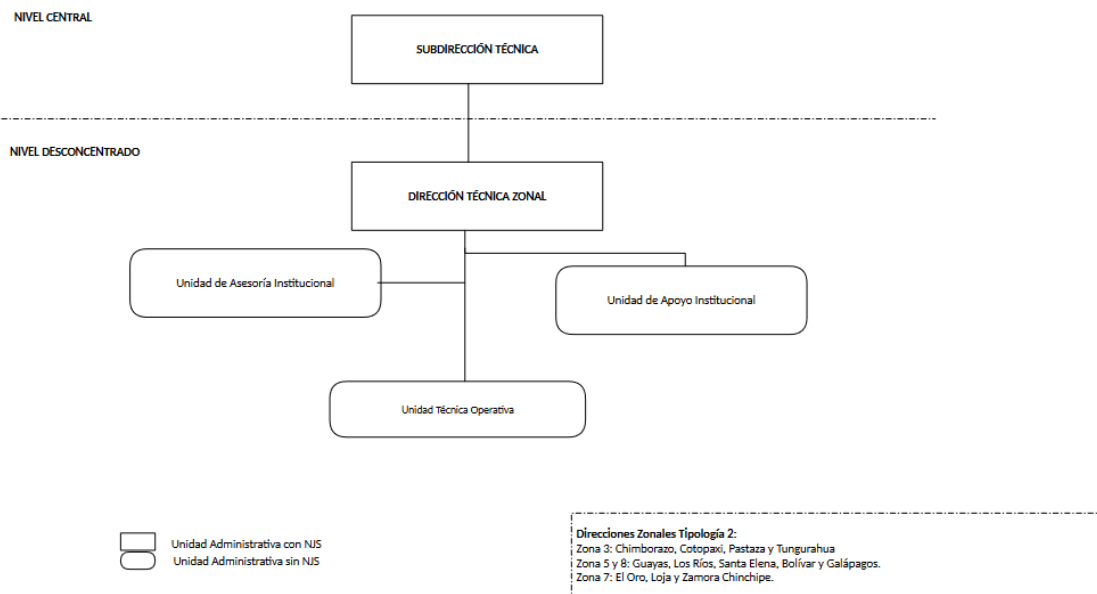 NIVEL CENTRAL
SUBDIRECCIÓN TÉCNICA
NIVEL DESCONCENTRADO
DIRECCIÓN TÉCNICA ZONAL
Unidad de Asesoría Institucional
Unidad de Apoyo Institucional
Unidad Técnica Operativa
Unidad Administrativa con NJS
Unidad Administrativa sin NJS
Direcciones Zonales Tipología 2:
Zona 3: Chimborazo, Cotopaxi, Pastaza y Tungurahua
Zona 5 y 8: Guayas, Los Ríos, Santa Elena, Bolívar y Galápagos.
Zona 7: El Oro, Loja y Zamora Chinchipe.